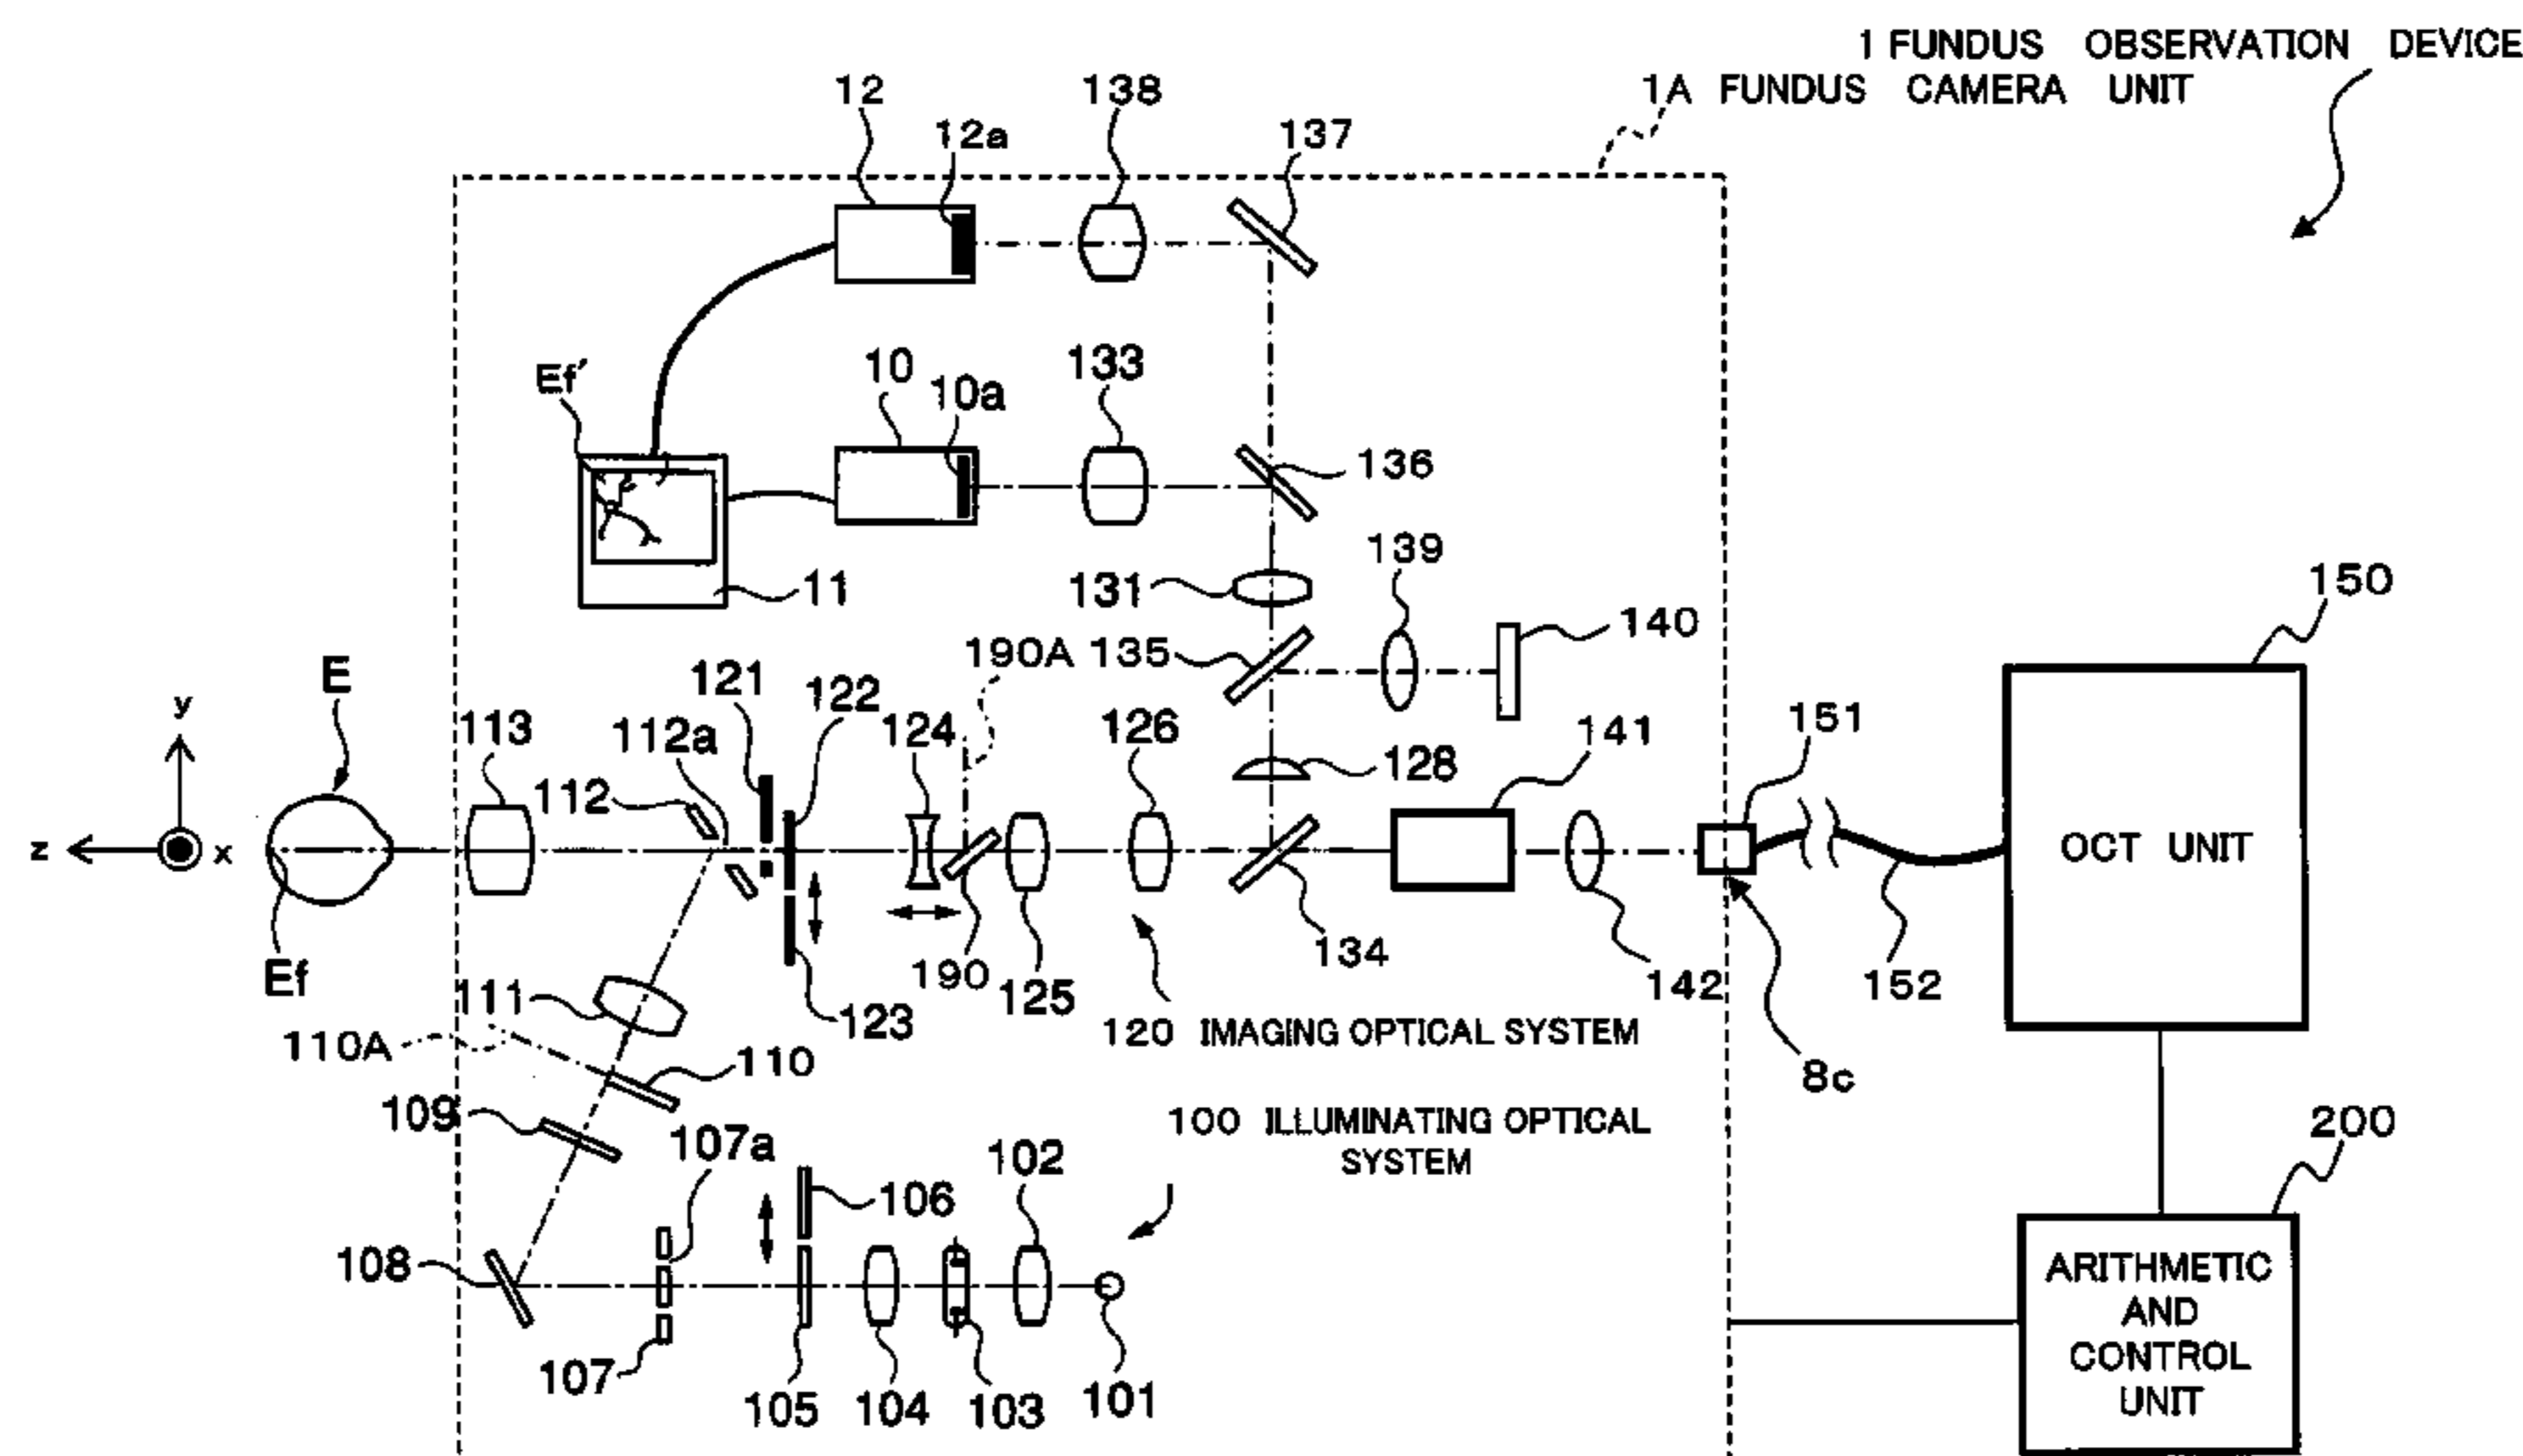 1 FUNDUS OBSERVATION DEVICE
1A FUNDUS CAMERA UNIT
12
138
12a
137
Ef'
10
10a
133
136
139
131
11
140
150
190A
135
E
121
122
y
113
112a
124
126
151
128
141
112
z
x
OCT UNIT
134
Ef
190
142
152
111
125
123
120 IMAGING OPTICAL SYSTEM
110A
110
8c
109
107a
100 ILLUMINATING OPTICAL
SYSTEM
102
200
106
108
ARITHMETIC
AND
CONTROL
UNIT
107
105
104
103
101